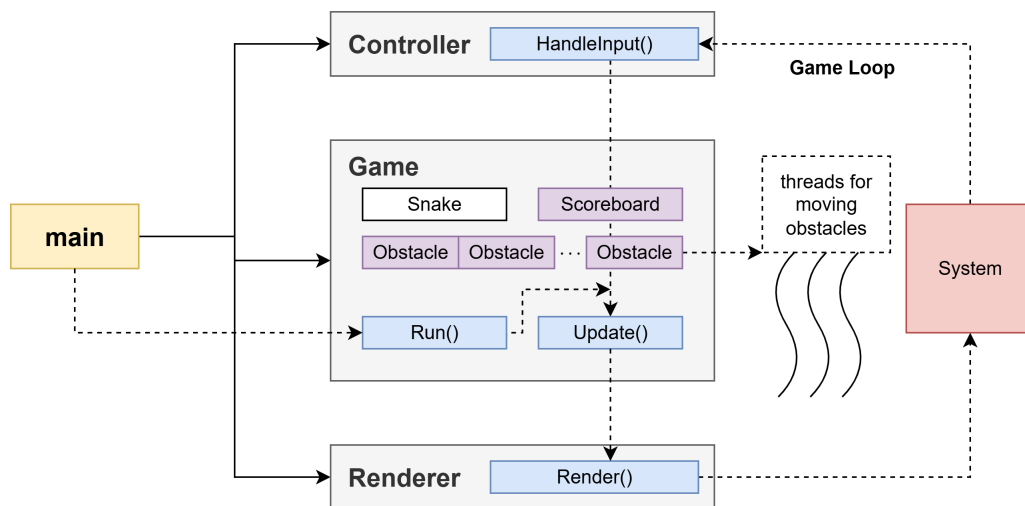 Controller
HandleInput()
Game Loop
Game
threads for
moving
obstacles
Snake
Scoreboard
main
Obstacle
Obstacle
...
Obstacle
System
Run()
Update()
Renderer
Render()